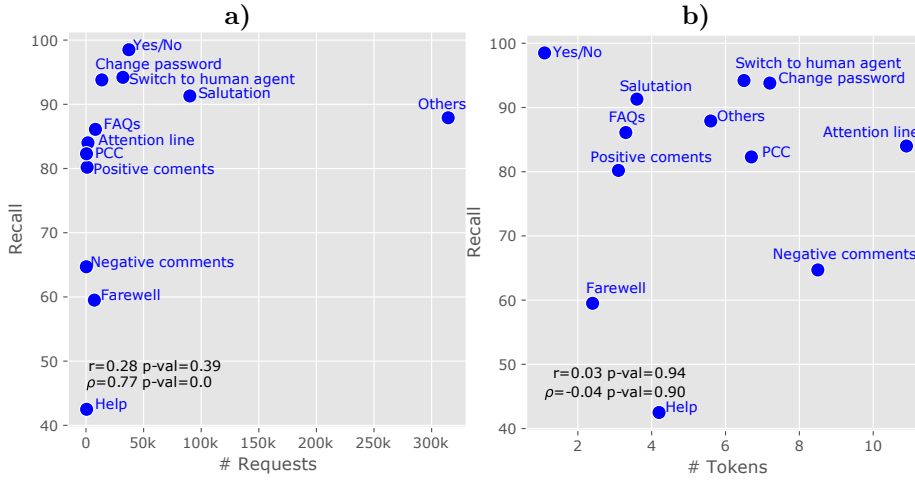 a)
100
90
80
70
60
50
40
Recall
Yes/No
Change password
Switch to human agent
Salutation
Others
FAQs
Attention line
PCC
Positive coments
Negative comments
Farewell
r=0.28 p-val=0.39
ρ=0.77 p-val=0.0
Help
0
50k
100k
150k
200k
250k
300k
# Requests
b)
100
90
80
70
60
50
40
Recall
Yes/No
Switch to human agent
Change password
Salutation
FAQs
Others
Attention line
Positive coments
PCC
Negative comments
Farewell
r=0.03 p-val=0.94
ρ=-0.04 p-val=0.90
Help
2
4
6
8
10
# Tokens